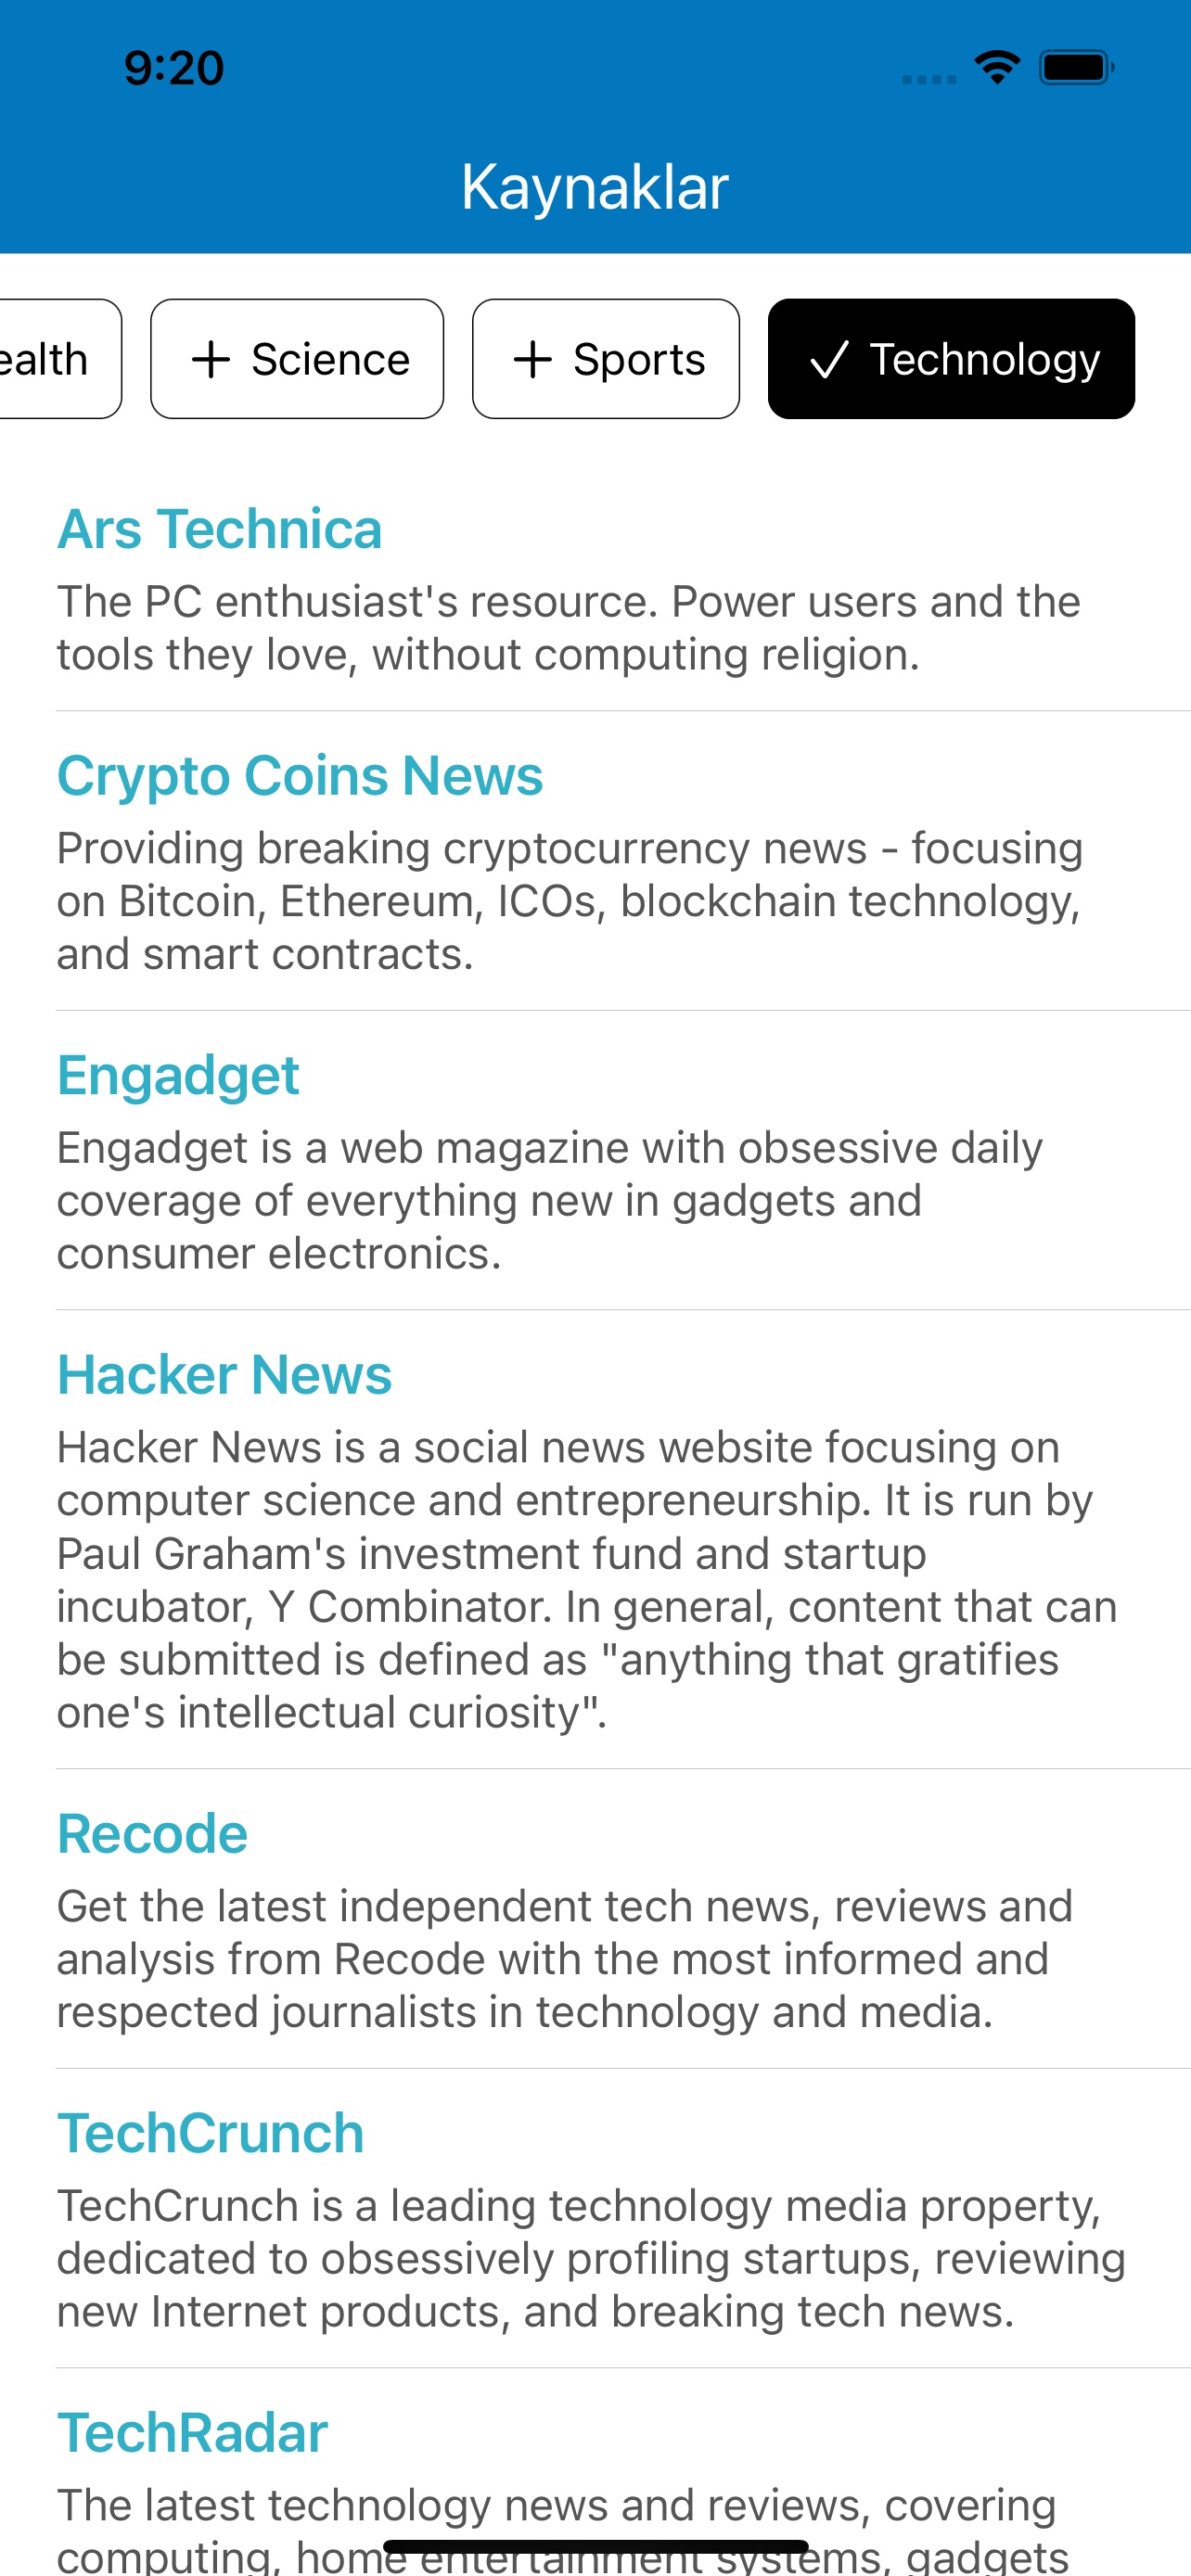 9:20
Kaynaklar
ealth
Science
Sports
Technology
Ars Technica
The PC enthusiast's resource. Power users and the
tools they love, without computing religion.
Crypto Coins News
Providing breaking cryptocurrency news - focusing
on Bitcoin, Ethereum, ICOs, blockchain technology,
and smart contracts.
Engadget
Engadget is a web magazine with obsessive daily
coverage of everything new in gadgets and
consumer electronics.
Hacker News
Hacker News is a social news website focusing on
computer science and entrepreneurship. It is run by
Paul Graham's investment fund and startup
incubator, Y Combinator. In general, content that can
be submitted is defined as "anything that gratifies
one's intellectual curiosity".
Recode
Get the latest independent tech news, reviews and
analysis from Recode with the most informed and
respected journalists in technology and media.
TechCrunch
TechCrunch is a leading technology media property,
dedicated to obsessively profiling startups, reviewing
new Internet products, and breaking tech news.
TechRadar
The latest technology news and reviews, covering
computing, home entertainment systems, gadgets